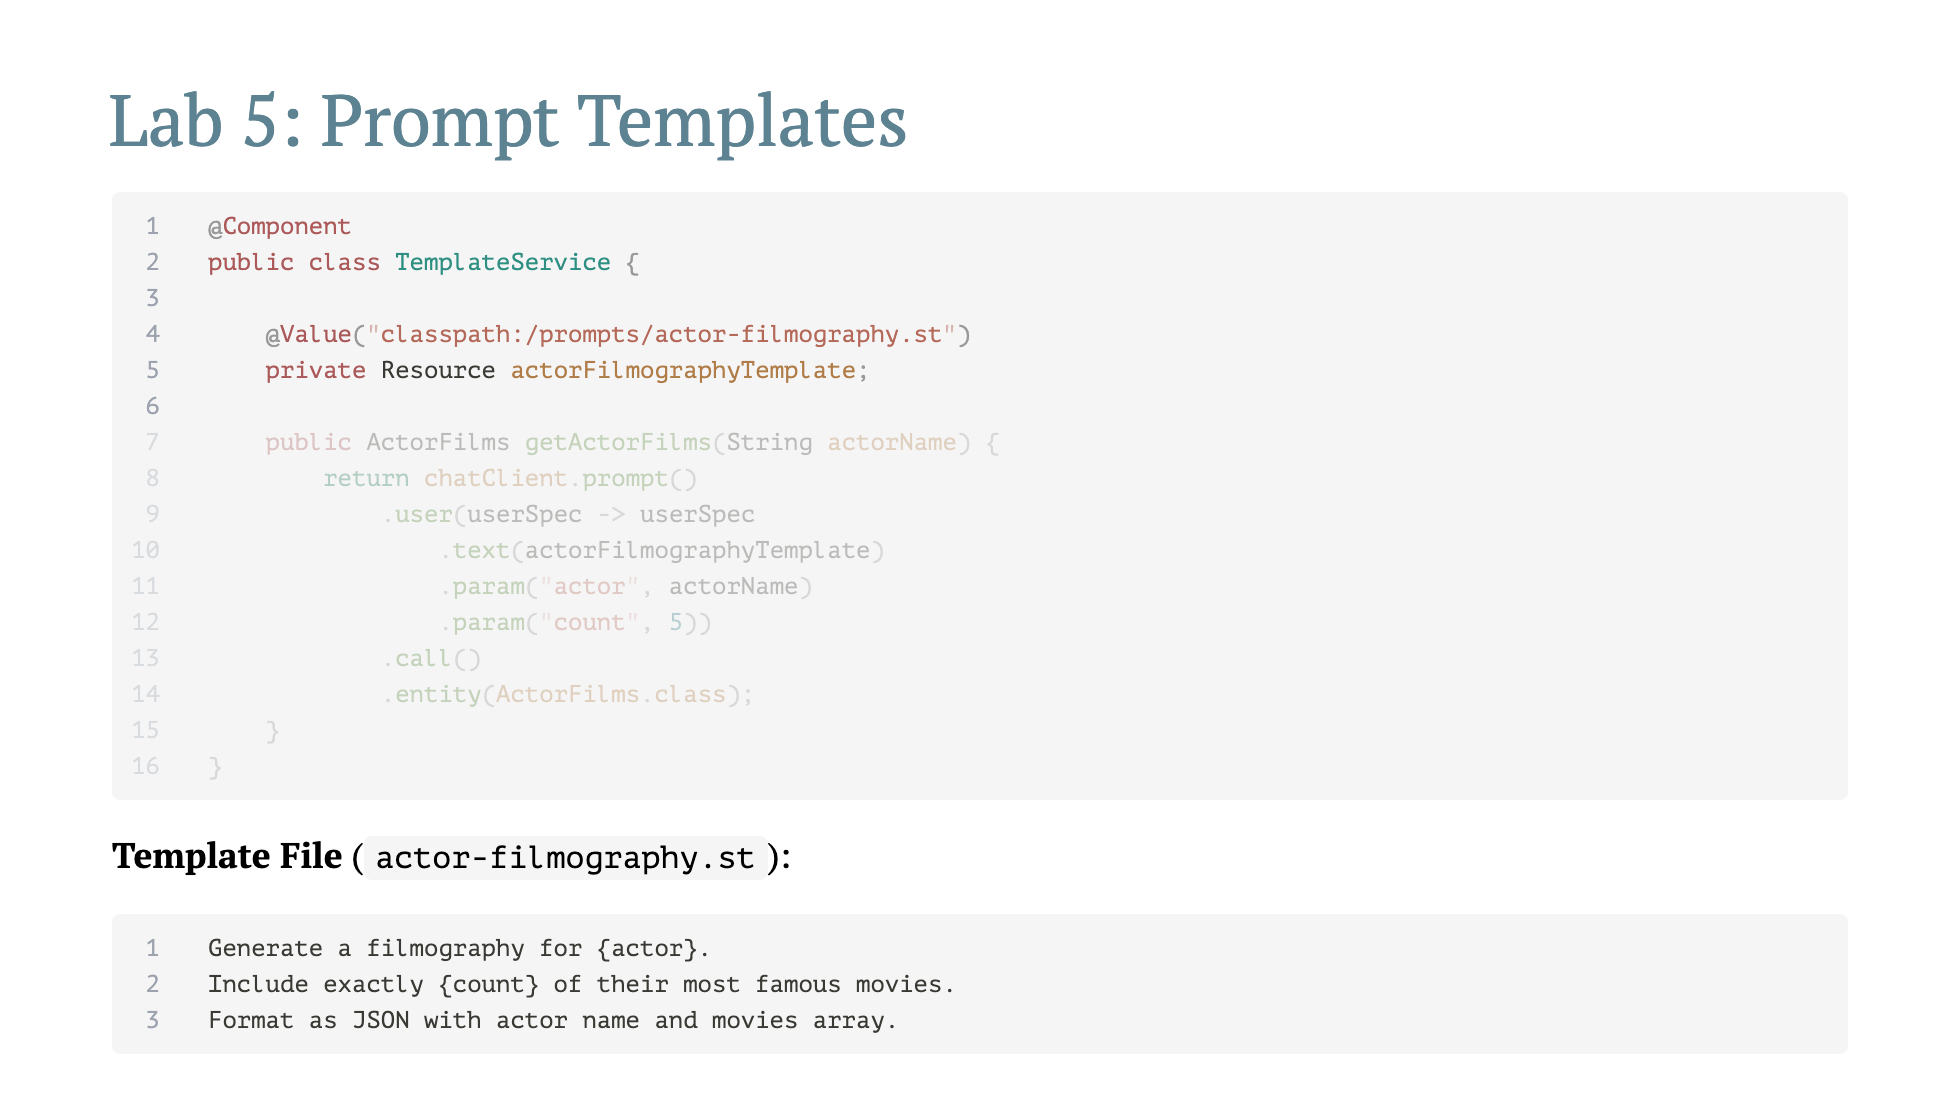 Lab 5: Prompt Templates
1 @Component
2 public class TemplateService {
3
4     @Value("classpath:/prompts/actor-filmography.st")
5     private Resource actorFilmographyTemplate;
6
7     public ActorFilms getActorFilms(String actorName) {
8         return chatClient.prompt()
9             .user(userSpec -> userSpec
10                 .text(actorFilmographyTemplate)
11                 .param("actor", actorName)
12                 .param("count", 5))
13             .call()
14             .entity(ActorFilms.class);
15     }
16 }
Template File (actor-filmography.st):
1 Generate a filmography for {actor}.
2 Include exactly {count} of their most famous movies.
3 Format as JSON with actor name and movies array.